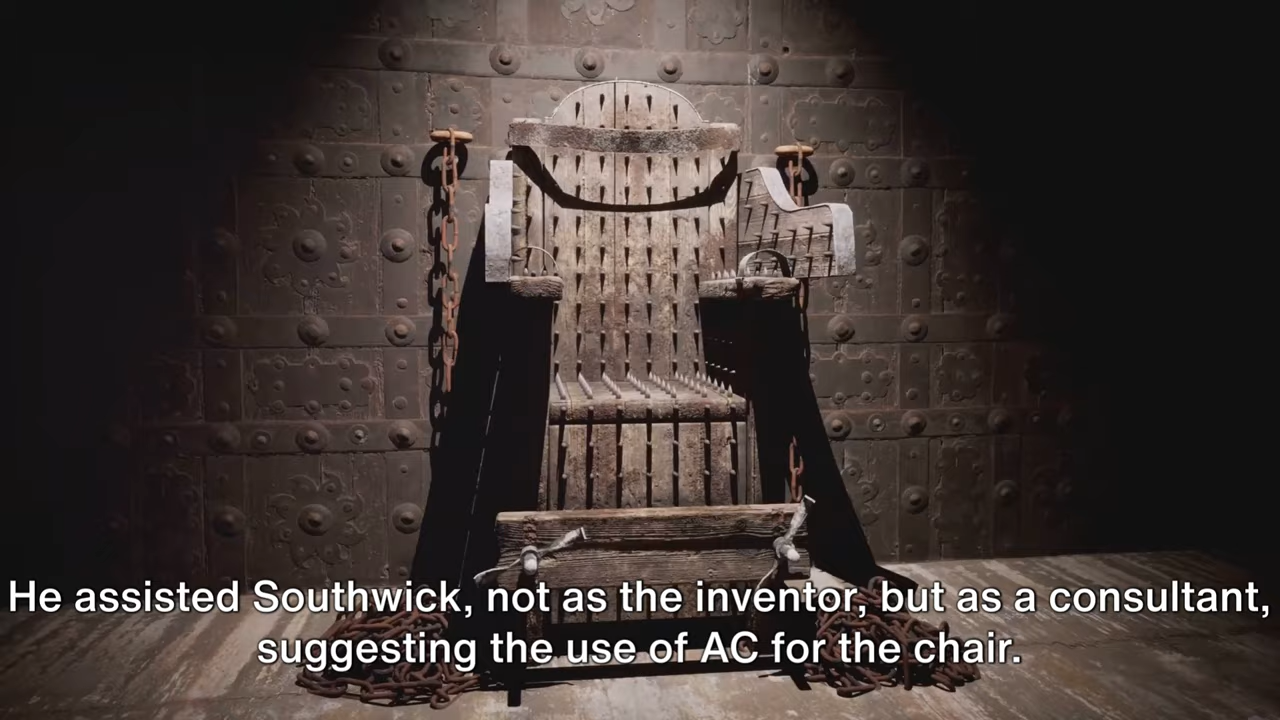 He assisted Southwick, not as the inventor, but as a consultant,
suggesting the use of AC for the chair.